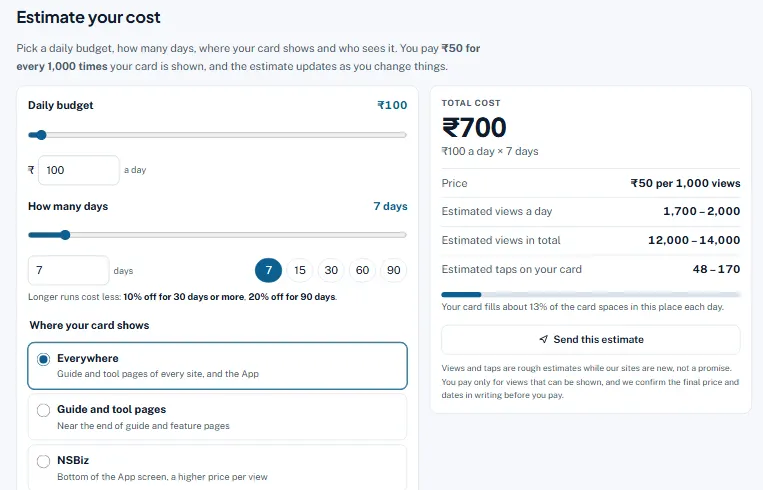 Estimate your cost
Pick a daily budget, how many days, where your card shows and who sees it. You pay ₹50 for
every 1,000 times your card is shown, and the estimate updates as you change things.
Daily budget
₹100
₹ 100 a day
How many days
7 days
7 days
7 15 30 60 90
Longer runs cost less: 10% off for 30 days or more, 20% off for 90 days.
Where your card shows
Everywhere
Guide and tool pages of every site, and the App
Guide and tool pages
Near the end of guide and feature pages
NSBiz
Bottom of the App screen, a higher price per view
TOTAL COST
₹700
₹100 a day × 7 days
Price ₹50 per 1,000 views
Estimated views a day 1,700 – 2,000
Estimated views in total 12,000 – 14,000
Estimated taps on your card 48 – 170
Your card fills about 13% of the card spaces in this place each day.
Send this estimate
Views and taps are rough estimates while our sites are new, not a promise.
You pay only for views that can be shown, and we confirm the final price and
dates in writing before you pay.